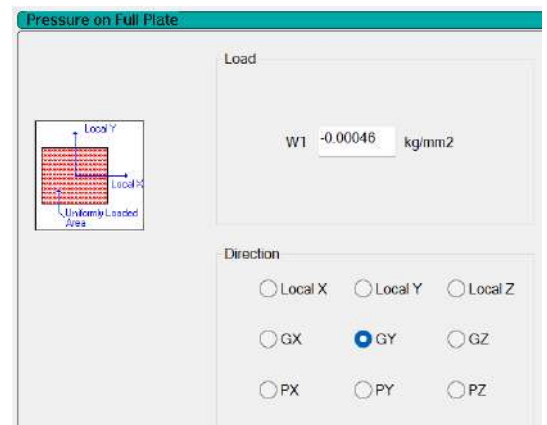 Pressure on Full Plate
Load
Local Y
Local X
Uniformly Loaded
Area
W1 -0.00046 kg/mm2
Direction
Local X Local Y Local Z
GX GY GZ
PX PY PZ